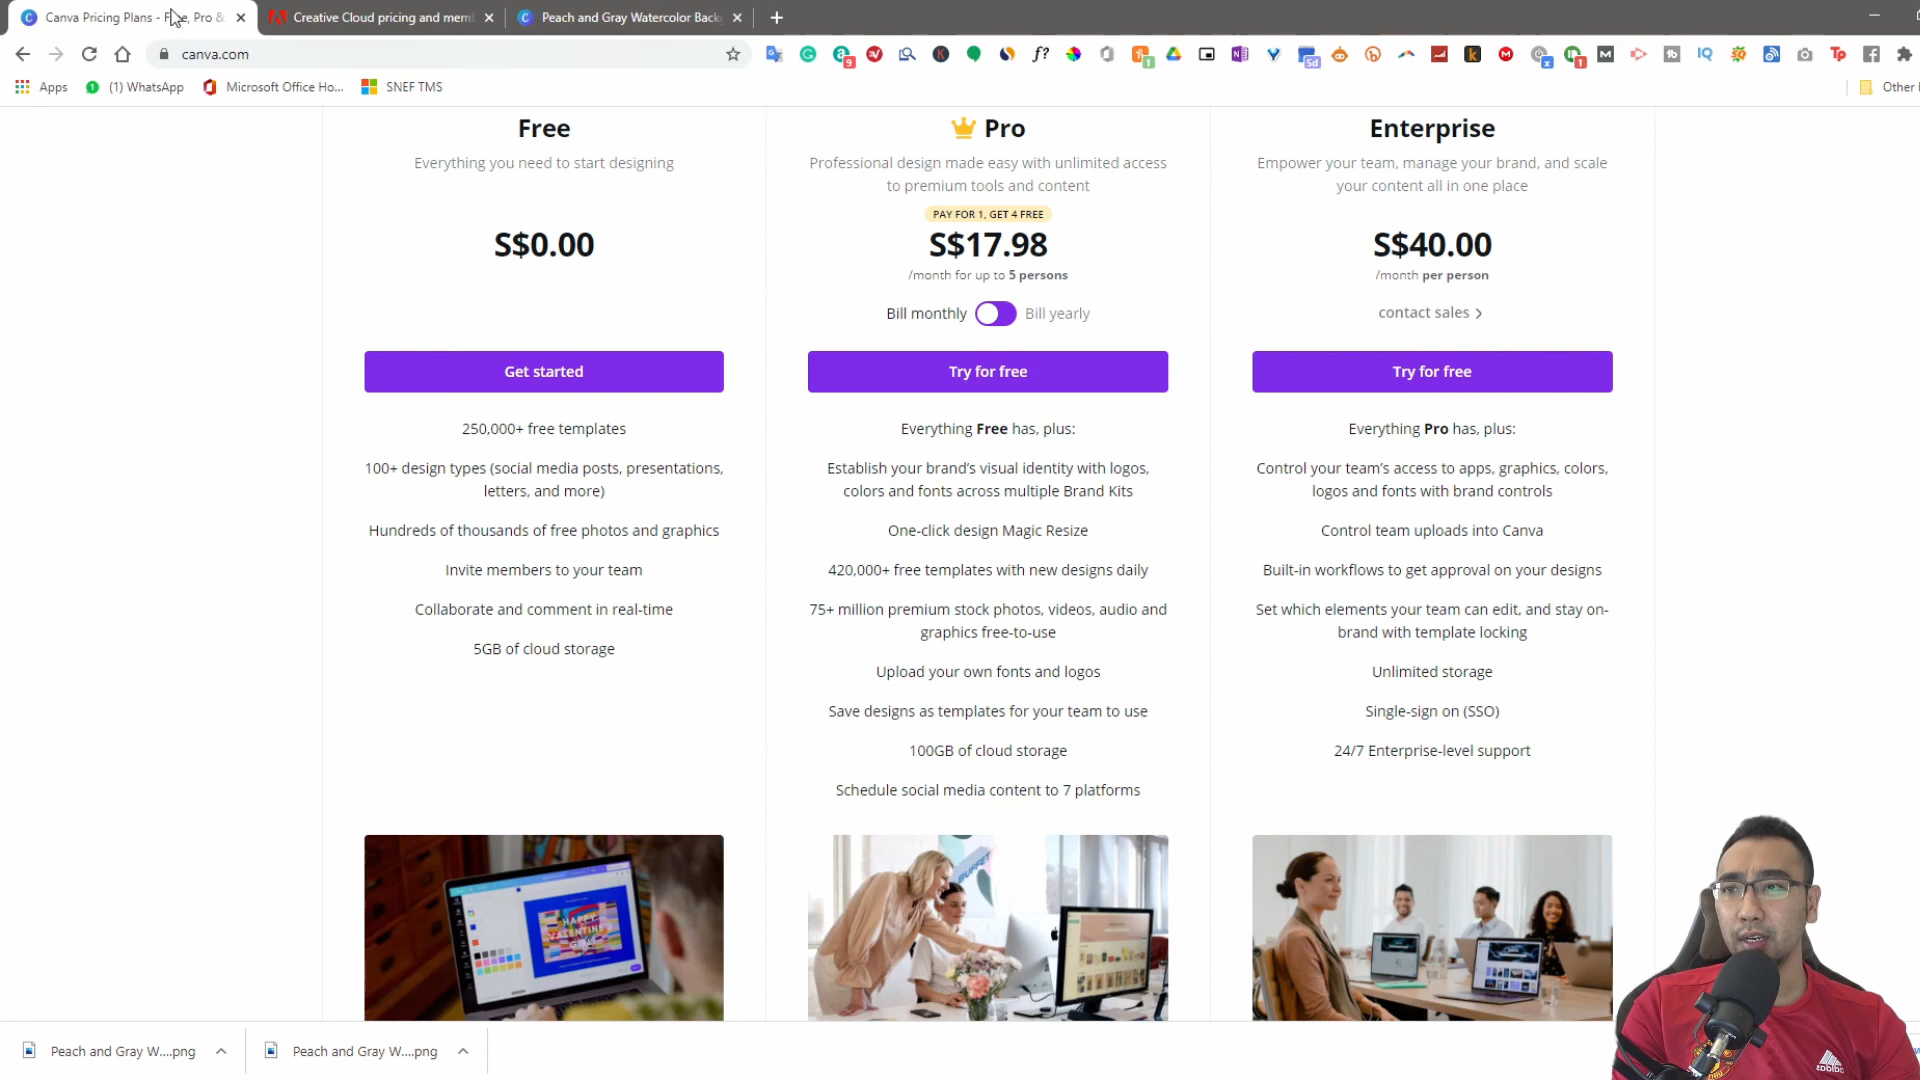 Canva Pricing Plans - F e, Pro &
Creative Cloud pricing and mem
Peach and Gray Watercolor Back
canva.com
9
1
5d
x
1
Apps
(1) WhatsApp
Microsoft Office Ho...
SNEF TMS
Other
Free
Everything you need to start designing
S$0.00
Get started
250,000+ free templates
100+ design types (social media posts, presentations,
letters, and more)
Hundreds of thousands of free photos and graphics
Invite members to your team
Collaborate and comment in real-time
5GB of cloud storage
Pro
Professional design made easy with unlimited access
to premium tools and content
PAY FOR 1, GET 4 FREE
S$17.98
/month for up to 5 persons
Bill monthly Bill yearly
Try for free
Everything Free has, plus:
Establish your brand’s visual identity with logos,
colors and fonts across multiple Brand Kits
One-click design Magic Resize
420,000+ free templates with new designs daily
75+ million premium stock photos, videos, audio and
graphics free-to-use
Upload your own fonts and logos
Save designs as templates for your team to use
100GB of cloud storage
Schedule social media content to 7 platforms
Enterprise
Empower your team, manage your brand, and scale
your content all in one place
S$40.00
/month per person
contact sales
Try for free
Everything Pro has, plus:
Control your team’s access to apps, graphics, colors,
logos and fonts with brand controls
Control team uploads into Canva
Built-in workflows to get approval on your designs
Set which elements your team can edit, and stay on-
brand with template locking
Unlimited storage
Single-sign on (SSO)
24/7 Enterprise-level support
HAPPY
VALENTINE'S
BUFFET
adidas
Peach and Gray W....png
Peach and Gray W....png